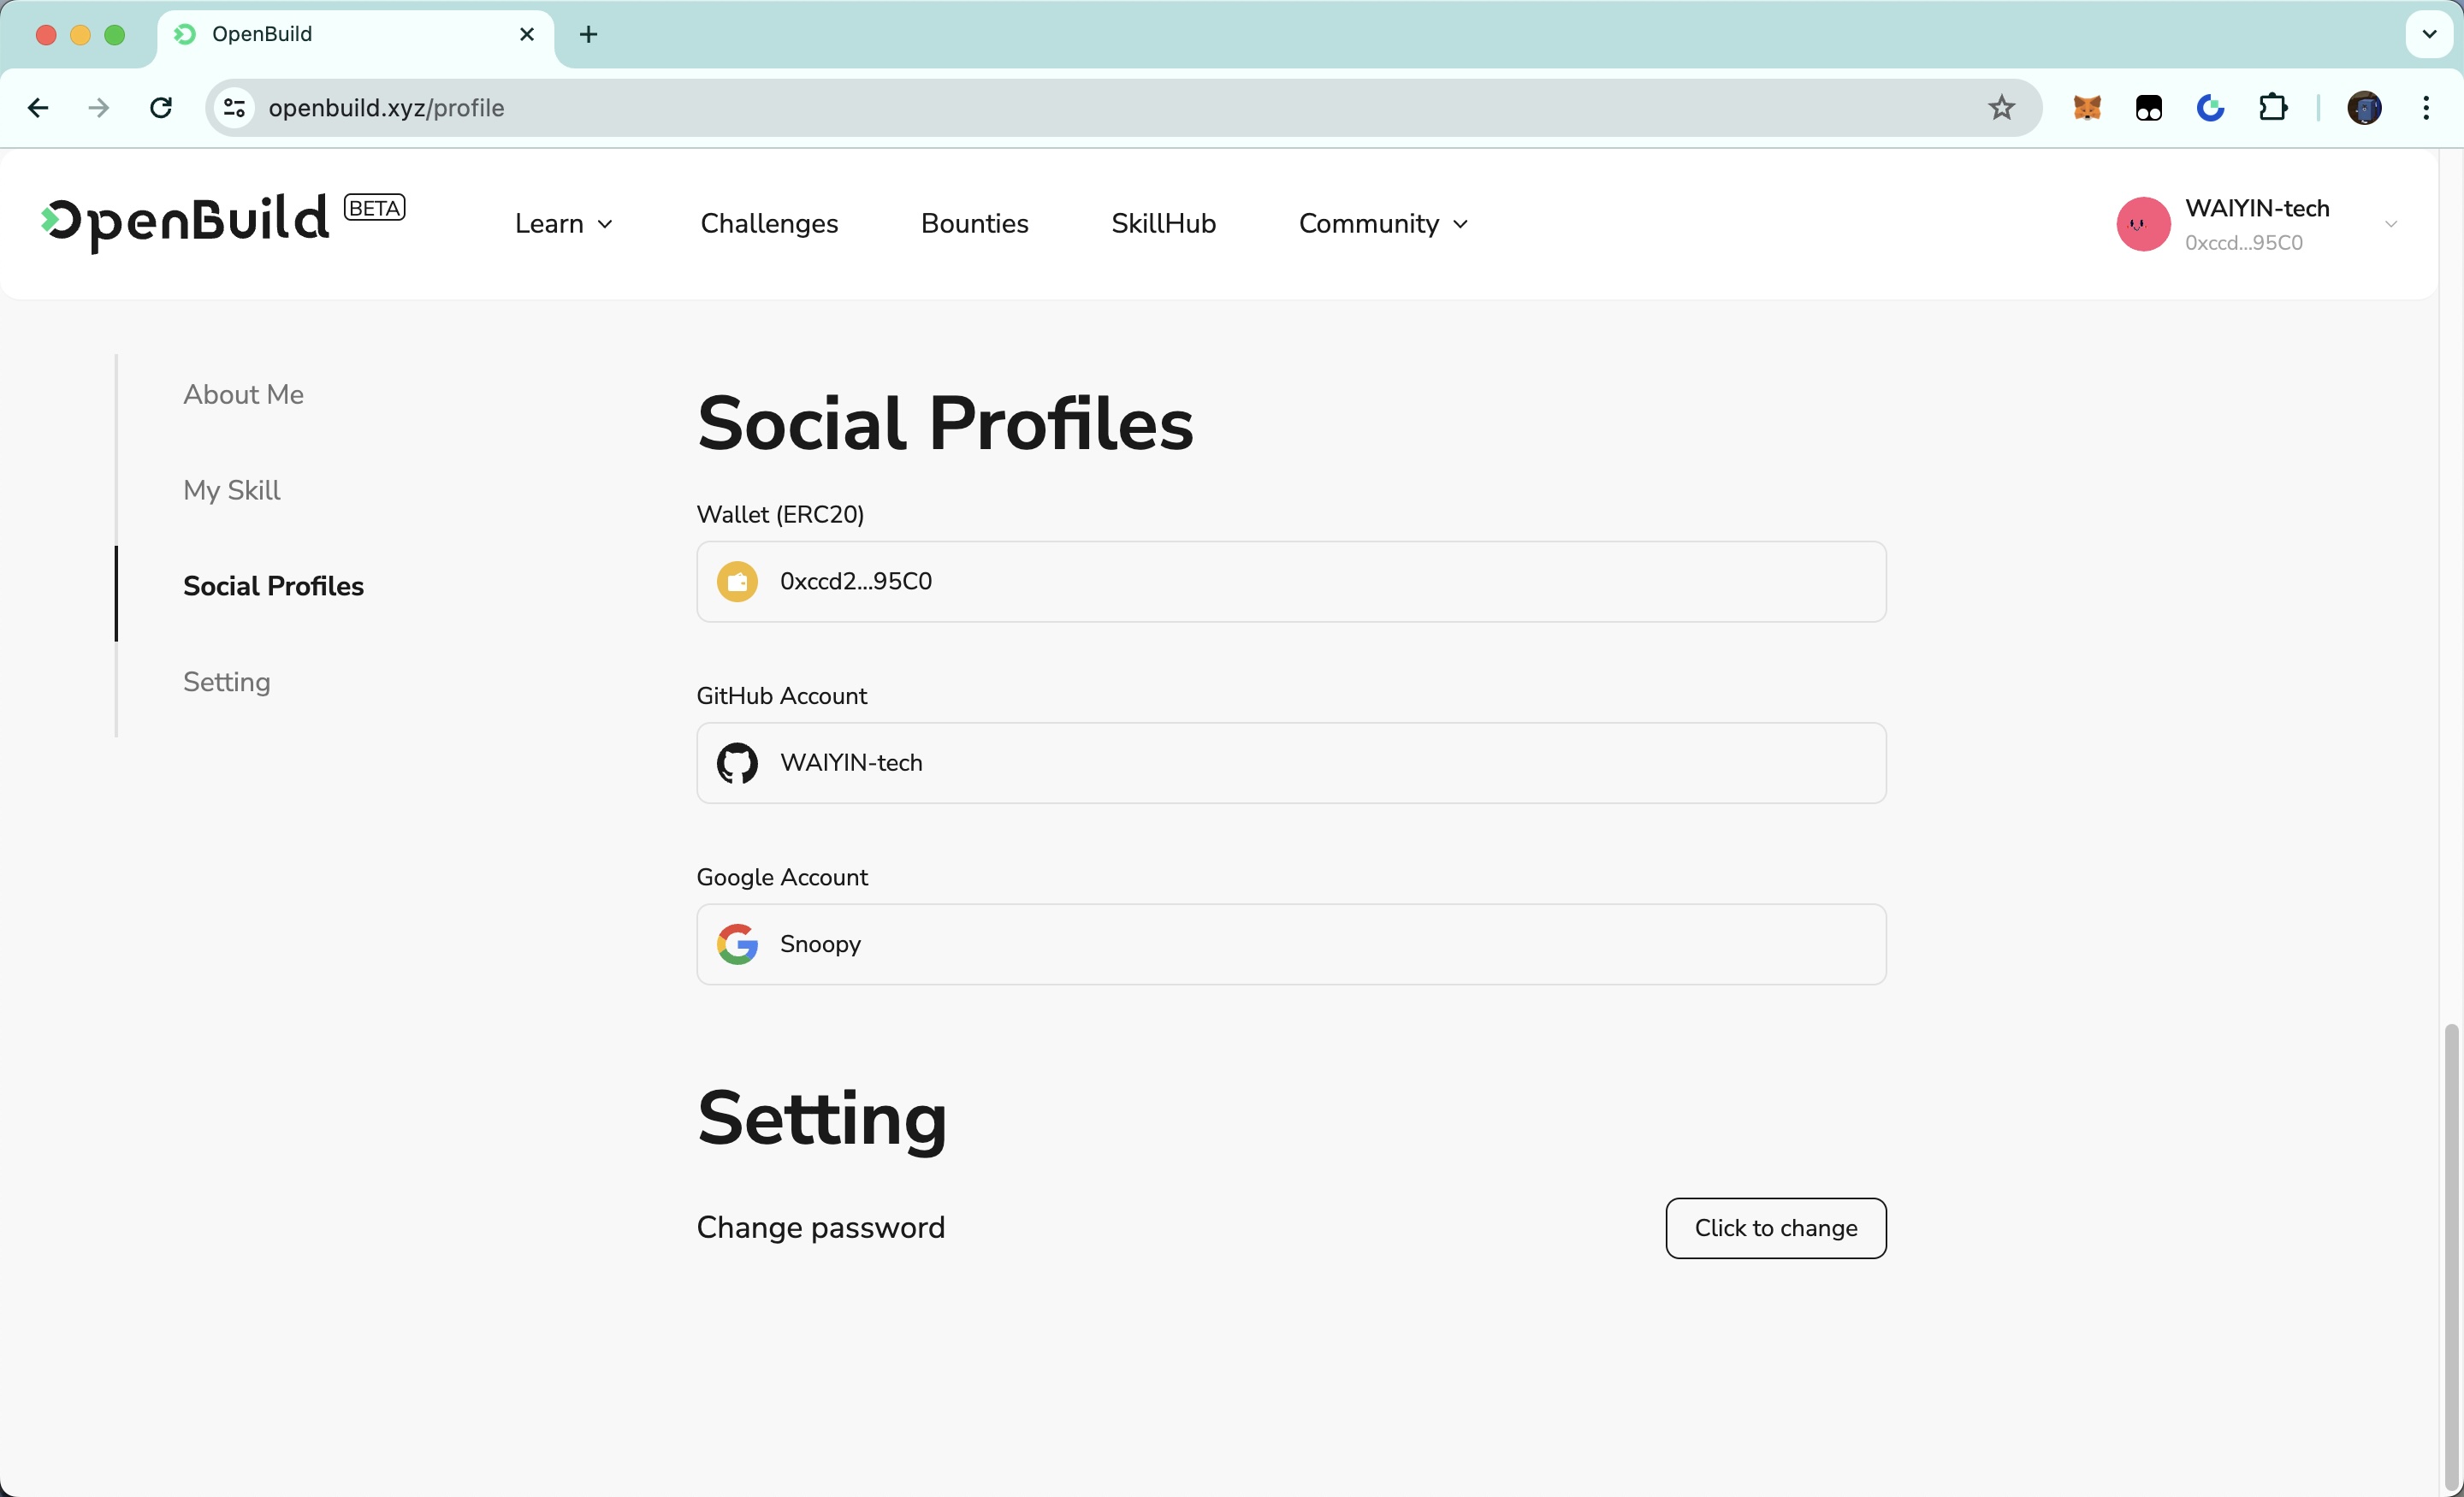 OpenBuild
openbuild.xyz/profile
OpenBuild BETA
Learn
Challenges
Bounties
SkillHub
Community
WAIYIN-tech
0xccd...95C0
About Me
My Skill
Social Profiles
Setting
Social Profiles
Wallet (ERC20)
0xccd2...95C0
GitHub Account
WAIYIN-tech
Google Account
Snoopy
Setting
Change password
Click to change